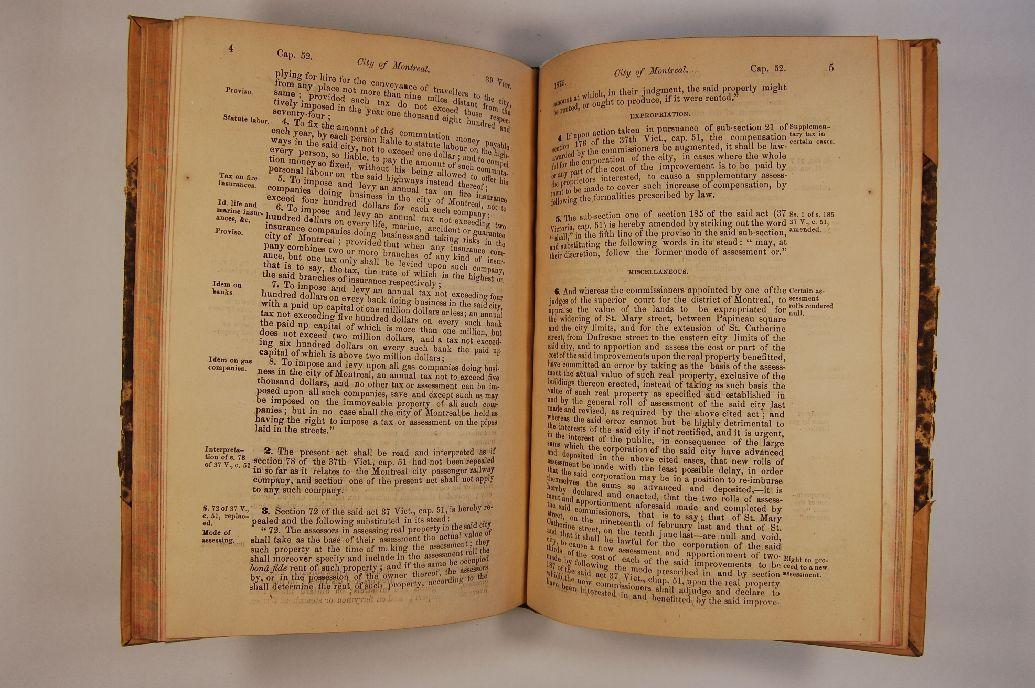 4
Cap. 52.
City of Montreal.
39 Vict.
plying for hire for the conveyance of travellers to the city,
from any place not more than nine miles distant from the
Proviso.
same ; provided such tax do not exceed those respec-
tively imposed in the year one thousand eight hundred and
seventy-four ;
Statute labor.
4. To fix the amount of the commutation money payable
each year, by each person liable to statute labour on the high-
ways in the said city, not to exceed one dollar ; and to compel
every person, so liable, to pay the amount of such commuta-
tion money so fixed, without his being allowed to offer his
personal labour on the said highways instead thereof ;
Tax on fire
insurances.
5. To impose and levy an annual tax on fire insurance
companies doing business in the city of Montreal, not to
exceed four hundred dollars for each such company ;
Id. life and
marine insur-
ances, &c.
6. To impose and levy an annual tax not exceeding two
hundred dollars on every life, marine, accident or guarantee
insurance companies doing business and taking risks in the
Proviso.
city of Montreal ; provided that when any insurance com-
pany combines two or more branches of any kind of insur-
ance, but one tax only shall be levied upon such company,
that is to say, the tax, the rate of which is the highest on
the said branches of insurance respectively ;
Idem on
banks.
7. To impose and levy an annual tax not exceeding four
hundred dollars on every bank doing business in the said city,
with a paid up capital of one million dollars or less; an annual
tax not exceeding five hundred dollars on every such bank
the paid up capital of which is more than one million, but
does not exceed two million dollars, and a tax not exceed-
ing six hundred dollars on every such bank the paid up
capital of which is above two million dollars ;
Idem on gas
companies.
8. To impose and levy upon all gas companies doing busi-
ness in the city of Montreal, an annual tax not to exceed five
thousand dollars, and no other tax or assessment can be im-
posed upon all such companies, save and except such as may
be imposed on the immoveable property of all such com-
panies ; but in no case shall the city of Montreal be held as
having the right to impose a tax or assessment on the pipes
laid in the streets."
Interpreta-
tion of s. 78
of 37 V., c. 51
2. The present act shall be read and interpreted as if
section 78 of the 37th Vict., cap. 51 had not been repealed
in so far as it relates to the Montreal city passenger railway
company, and section one of the present act shall not apply
to any such company.
S. 72 of 37 V.,
c. 51, replac-
ed.
3. Section 72 of the said act 37 Vict., cap. 51, is hereby re-
pealed and the following substituted in its stead :
Mode of
assessing.
" 72. The assessors in assessing real property in the said city
shall take as the base of their assessment the actual value of
such property at the time of making the assessment ; they
shall moreover specify and include in the assessment roll the
bonâ fide rent of such property ; and if the same be occupied
by, or in the possession of the owner thereof, the assessors
shall determine the rent of such property, according to the
City of Montreal.
Cap. 52.
5
amount at which, in their judgment, the said property might
be rented, or ought to produce, if it were rented."
EXPROPRIATION.
Supplemen-
tary tax in
certain cases.
4. If upon action taken in pursuance of sub-section 21 of
section 176 of the 37th Vict., cap. 51, the compensation
awarded by the commissioners be augmented, it shall be law-
ful for the corporation of the city, in cases where the whole
or any part of the cost of the improvement is to be paid by
the proprietors interested, to cause a supplementary assess-
ment to be made to cover such increase of compensation, by
following the formalities prescribed by law.
Ss. 1 of s. 185
37 V., c. 51,
amended.
5. The sub-section one of section 185 of the said act (37
Victoria, cap. 51) is hereby amended by striking out the word
"shall," in the fifth line of the proviso in the said sub-section,
and substituting the following words in its stead : " may, at
their discretion, follow the former mode of assessment or."
MISCELLANEOUS.
Certain as-
sessment
rolls rendered
null.
6. And whereas the commissioners appointed by one of the
judges of the superior court for the district of Montreal, to
appraise the value of the lands to be expropriated for
the widening of St. Mary street, between Papineau square
and the city limits, and for the extension of St. Catherine
street, from Dufresne street to the eastern city limits of the
said city, and to apportion and assess the cost or part of the
cost of the said improvements upon the real property benefitted,
have committed an error by taking as the basis of the assess-
ment the actual value of such real property, exclusive of the
buildings thereon erected, instead of taking as such basis the
value of such real property as specified and established in
and by the general roll of assessment of the said city last
made and revised, as required by the above cited act ; and
whereas the said error cannot but be highly detrimental to
the interests of the said city if not rectified, and it is urgent,
in the interest of the public, in consequence of the large
sums which the corporation of the said city have advanced
and deposited in the above cited cases, that new rolls of
assessment be made with the least possible delay, in order
that the said corporation may be in a position to re-imburse
themselves the sums so advanced and deposited,—it is
hereby declared and enacted, that the two rolls of assess-
ment and apportionment aforesaid made and completed by
the said commissioners, that is to say ; that of St. Mary
street, on the nineteenth of february last and that of St.
Catherine street, on the tenth june last—are null and void,
and that it shall be lawful for the corporation of the said
city, to cause a new assessment and apportionment of two-
Right to pro-
ceed to a new
assessment.
thirds of the cost of each of the said improvements to be
made by following the mode prescribed in and by section
187 of the said act 37, Vict., chap. 51, upon the real property
which the new commissioners shall adjudge and declare to
have been interested in and benefitted, by the said improve-